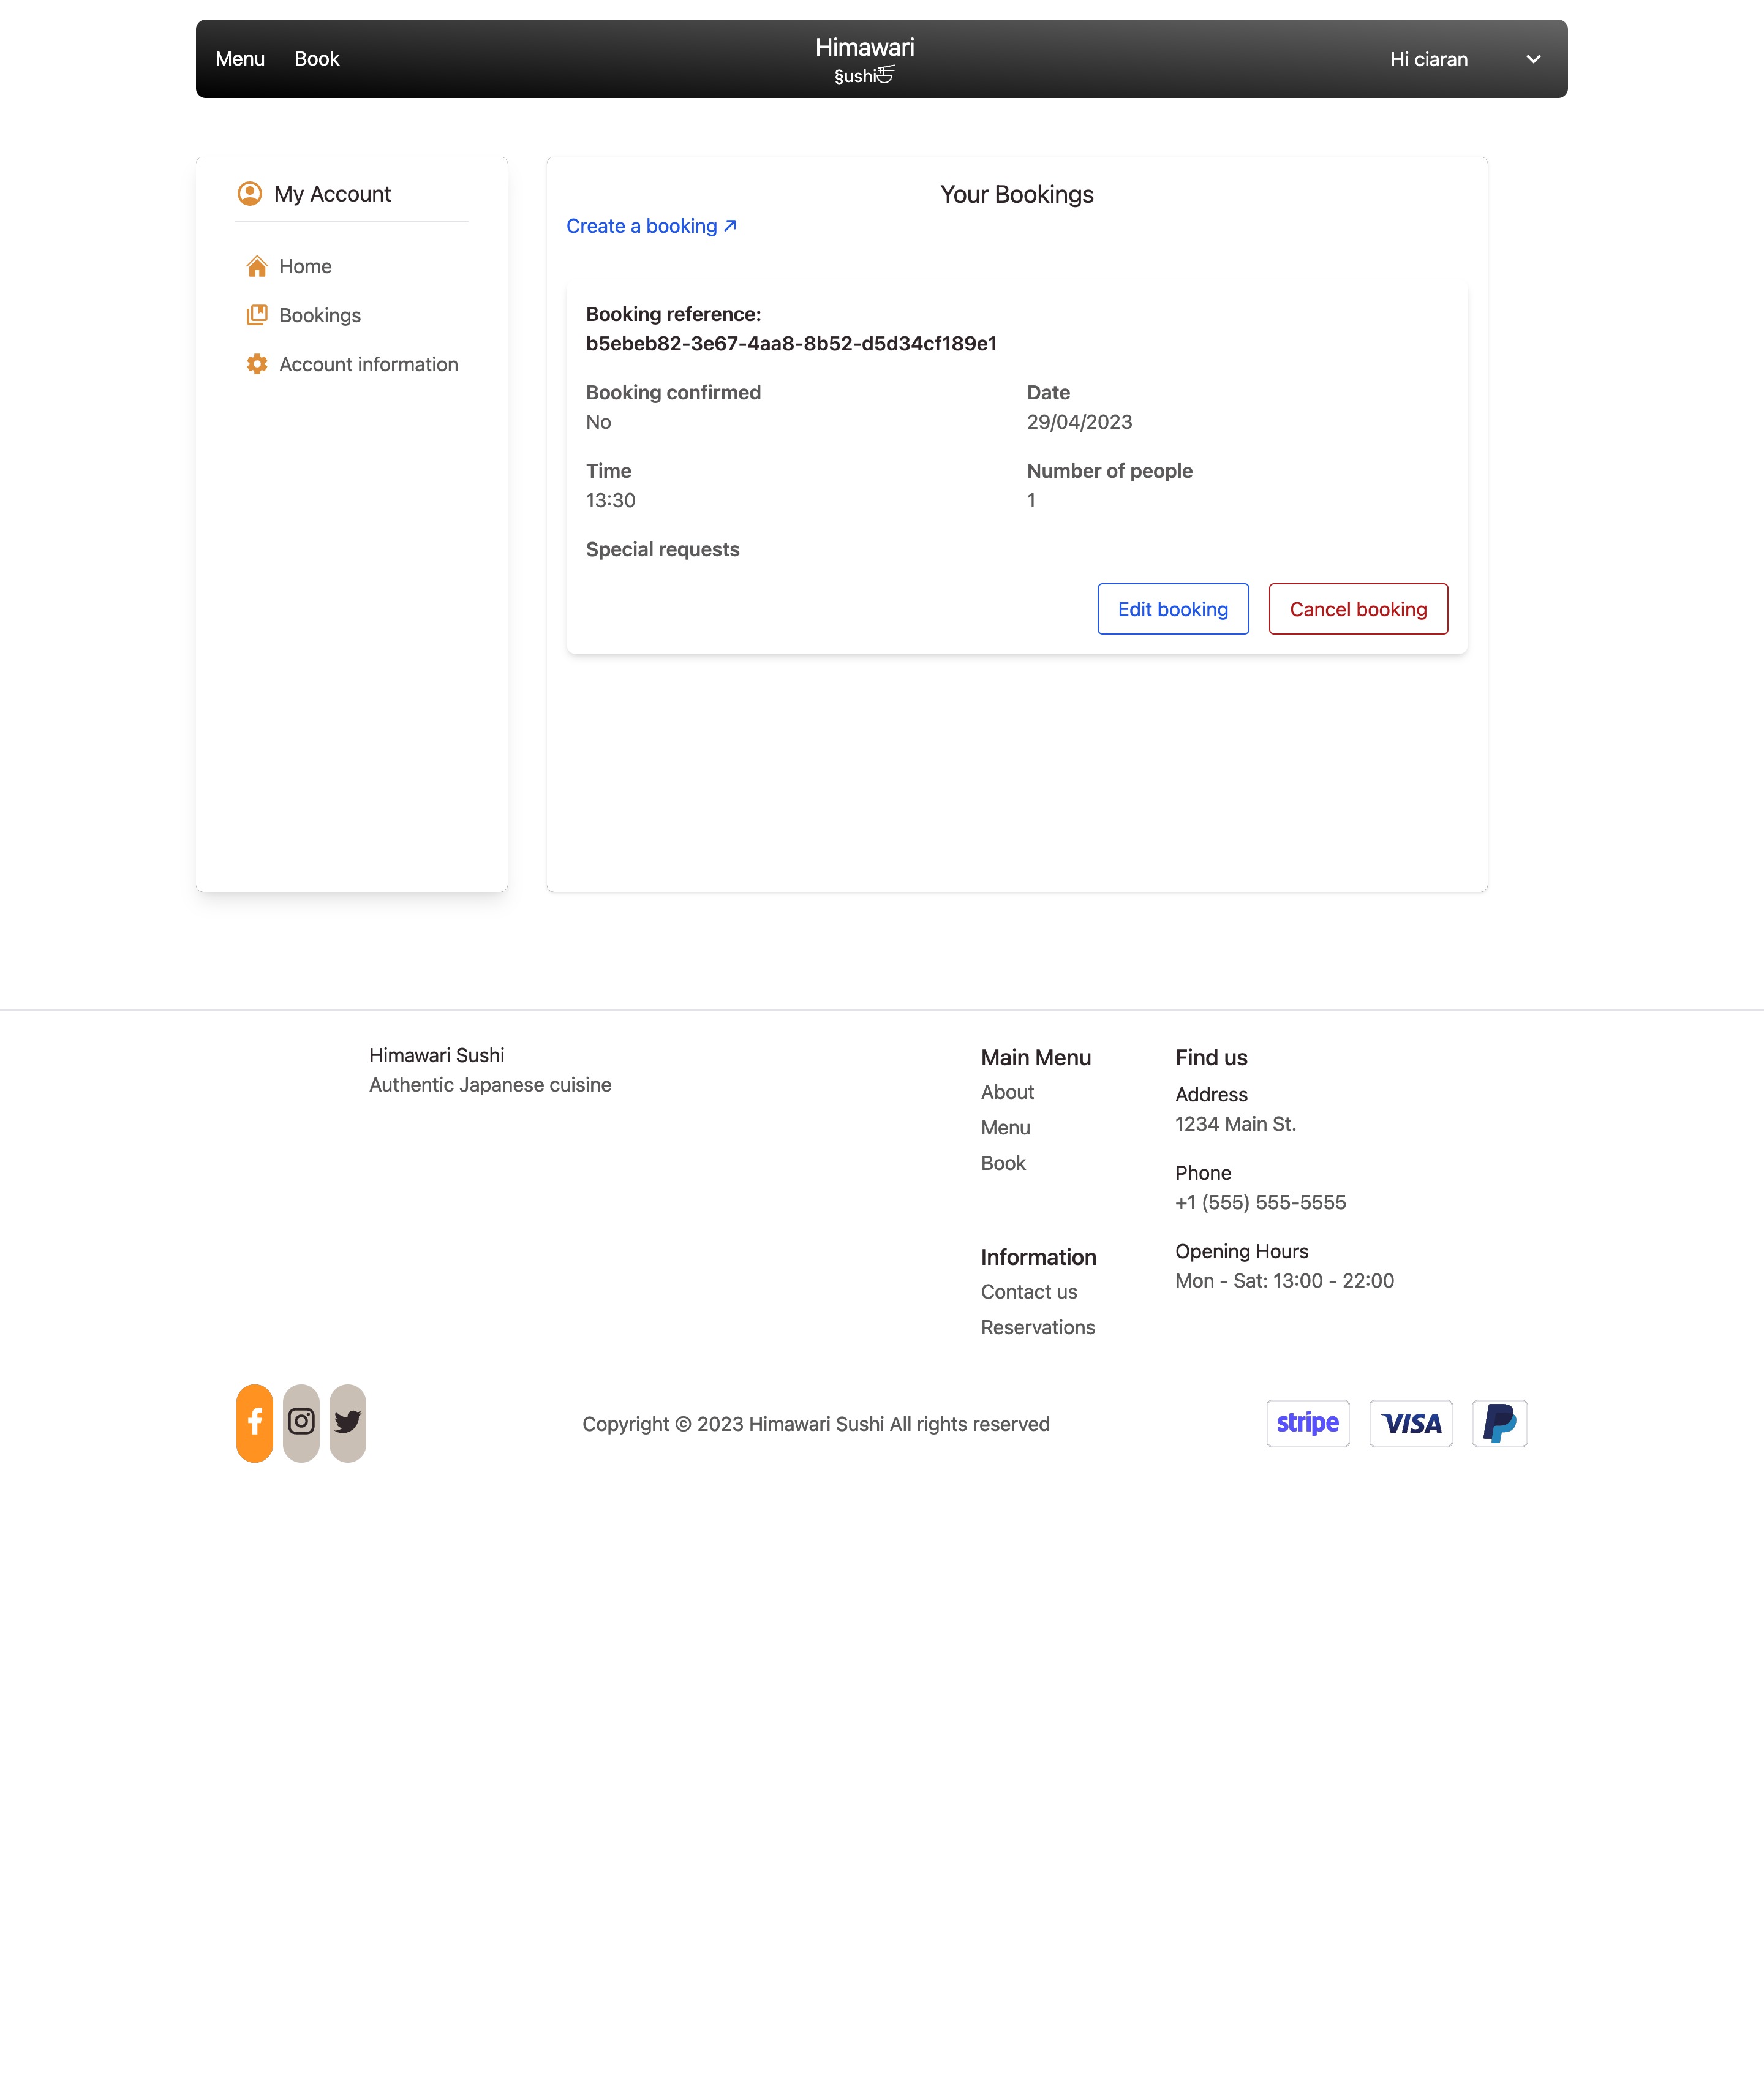 Menu Book
Himawari
§ushi
Hi ciaran
My Account
Home
Bookings
Account information
Your Bookings
Create a booking
Booking reference:
b5ebeb82-3e67-4aa8-8b52-d5d34cf189e1
Booking confirmed
No
Date
29/04/2023
Time
13:30
Number of people
1
Special requests
Edit booking
Cancel booking
Himawari Sushi
Authentic Japanese cuisine
Main Menu
About
Menu
Book
Information
Contact us
Reservations
Find us
Address
1234 Main St.
Phone
+1 (555) 555-5555
Opening Hours
Mon - Sat: 13:00 - 22:00
Copyright © 2023 Himawari Sushi All rights reserved
stripe
VISA